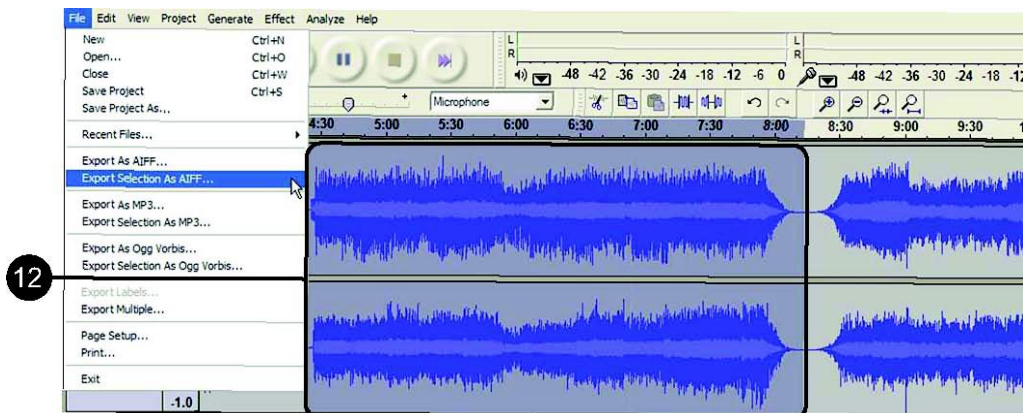 File Edit View Project Generate Effect Analyze Help
New Ctrl+N
Open... Ctrl+O
Close Ctrl+W
Save Project Ctrl+S
Save Project As...
Recent Files...
Export As AIFF...
Export Selection As AIFF...
Export As MP3...
Export Selection As MP3...
Export As Ogg Vorbis...
Export Selection As Ogg Vorbis...
Export Labels...
Export Multiple...
Page Setup...
Print...
Exit
L
R
-48 -42 -36 -30 -24 -18 -12 -6 0
L
R
-48 -42 -36 -30 -24 -18 -12
+
Microphone
4:30 5:00 5:30 6:00 6:30 7:00 7:30 8:00 8:30 9:00 9:30
12
-1.0